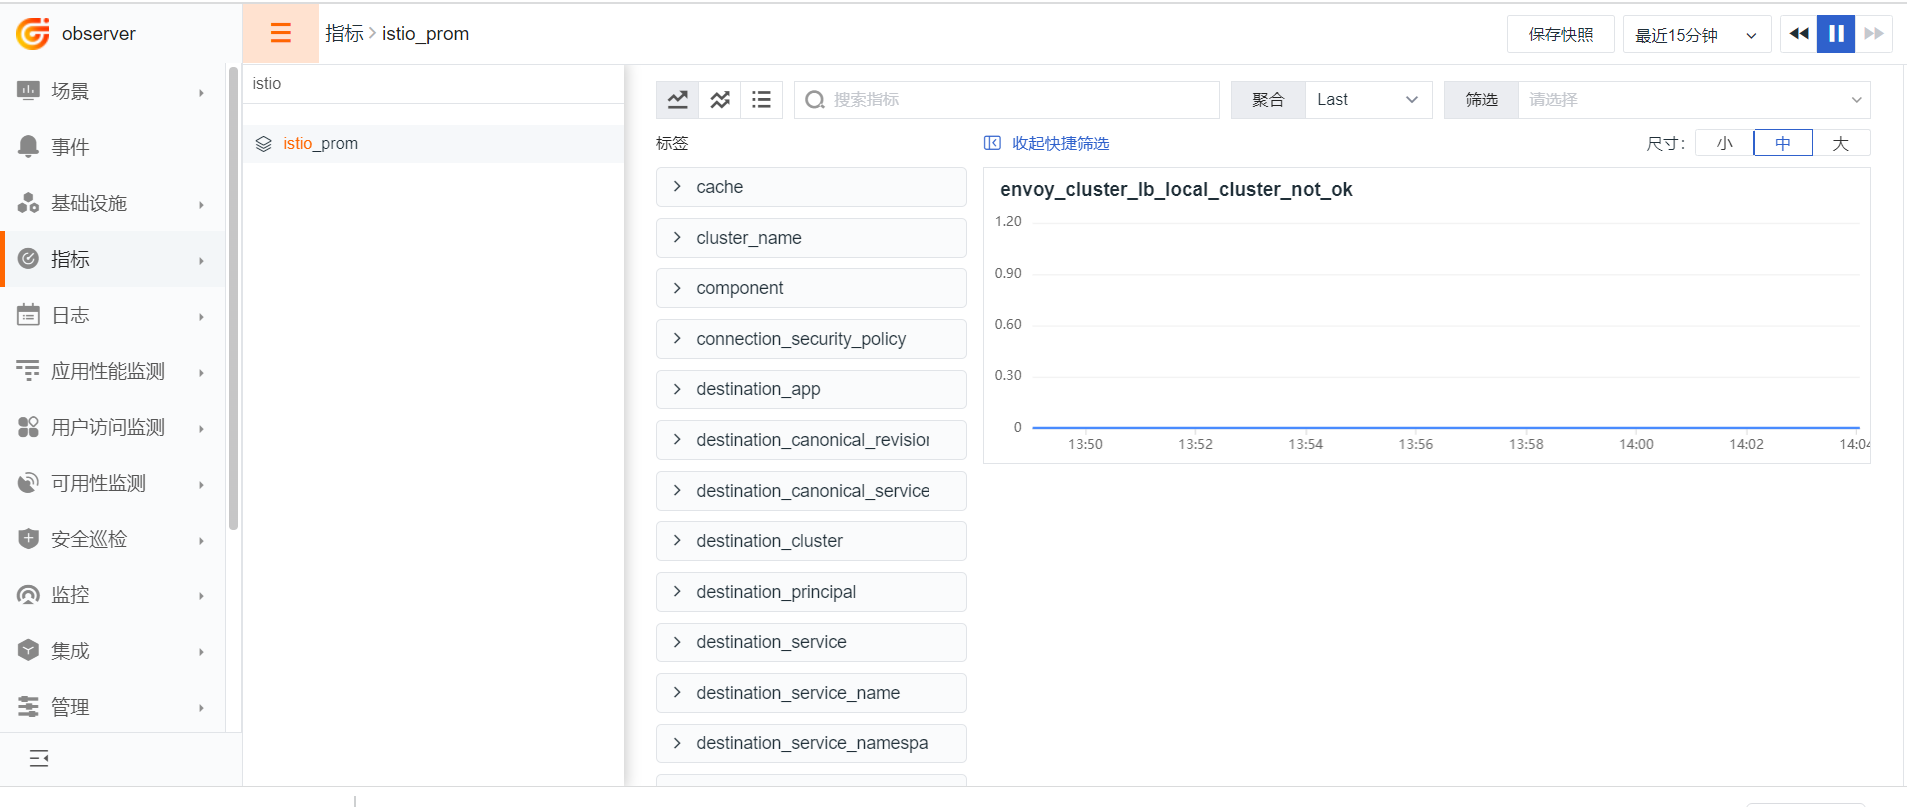 observer
指标
istio_prom
保存快照
最近15分钟
场景
事件
基础设施
指标
日志
应用性能监测
用户访问监测
可用性监测
安全巡检
监控
集成
管理
istio
istio_prom
搜索指标
聚合
Last
筛选
请选择
标签
收起快捷筛选
尺寸：
小
中
大
cache
cluster_name
component
connection_security_policy
destination_app
destination_canonical_revision
destination_canonical_service
destination_cluster
destination_principal
destination_service
destination_service_name
destination_service_namespa
envoy_cluster_lb_local_cluster_not_ok
1.20
0.90
0.60
0.30
0
13:50
13:52
13:54
13:56
13:58
14:00
14:02
14:04